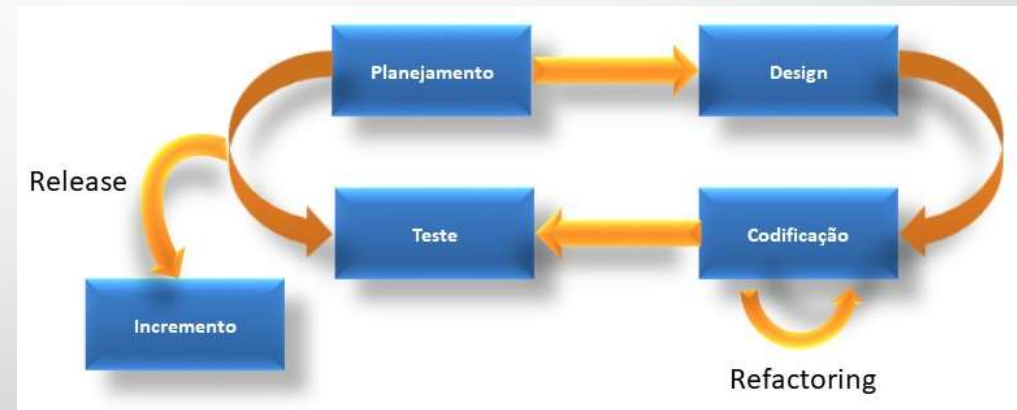 Planejamento
Design
Release
Teste
Codificação
Incremento
Refactoring